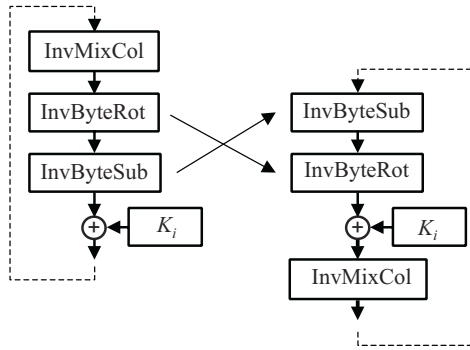 InvMixCol
InvByteRot
InvByteSub
+
K_i
InvByteSub
InvByteRot
+
K_i
InvMixCol